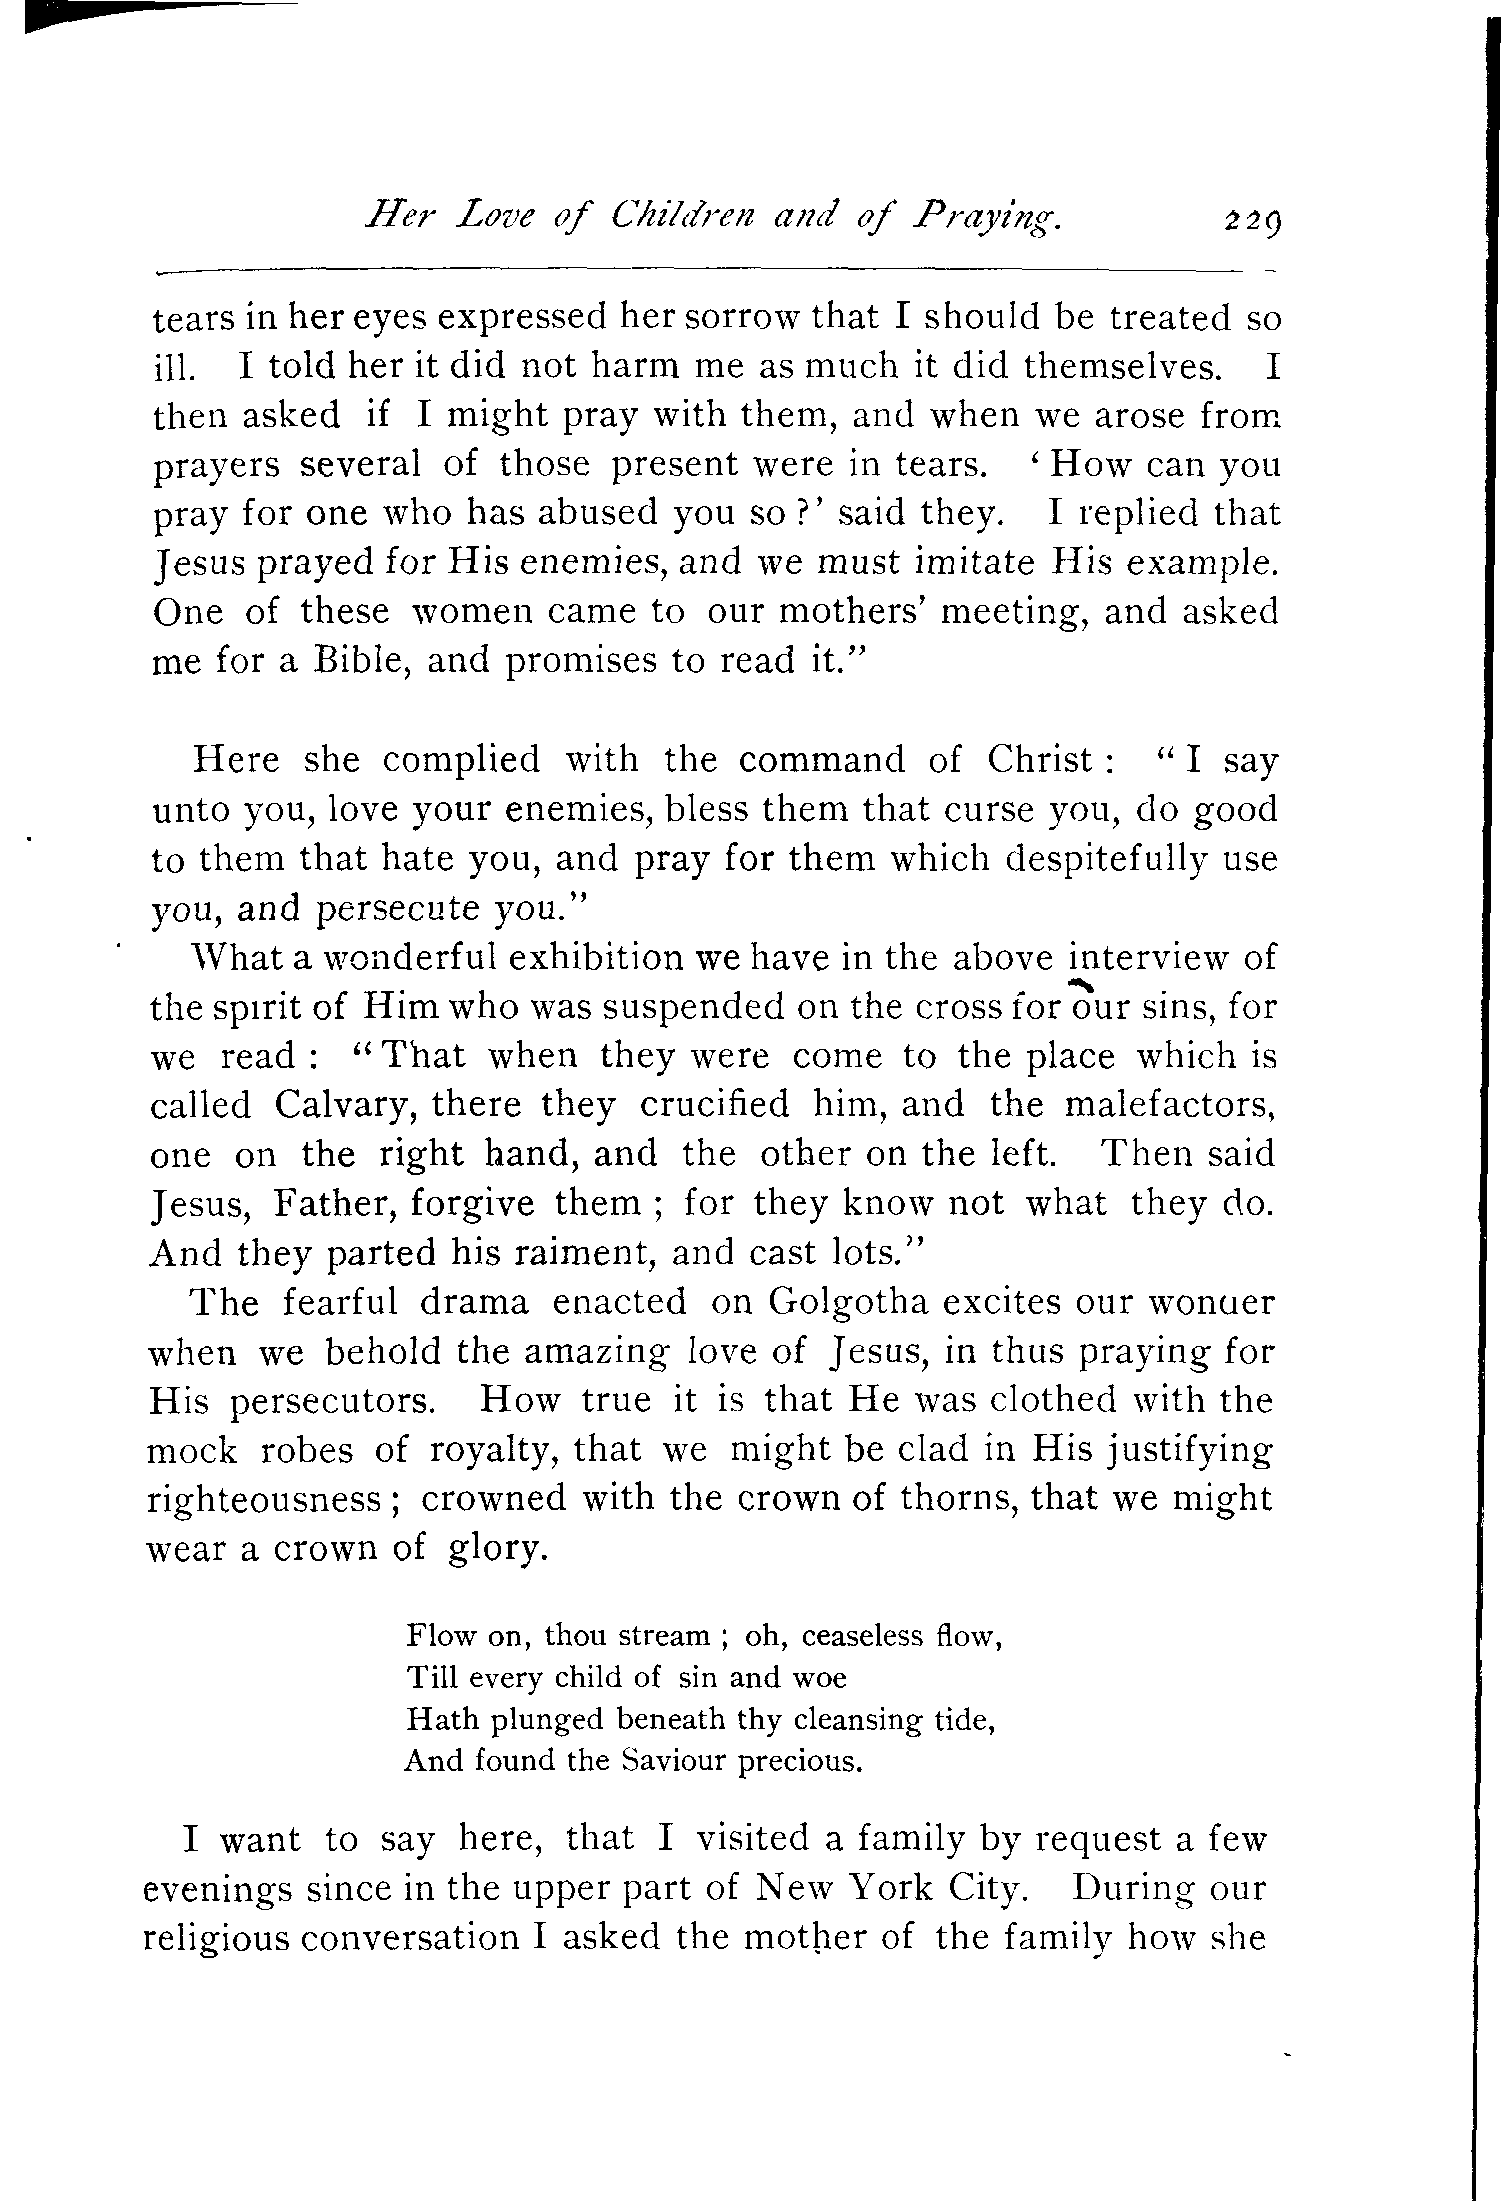 Her Love of Children and of Praying. 229
tears in her eyes expressed her sorrow that I should be treated so
ill. I told her it did not harm me as much it did themselves. I
then asked if I might pray with them, and when we arose from
prayers several of those present were in tears. ‘ How can you
pray for one who has abused you so ?’ said they. I replied that
Jesus prayed for His enemies, and we must imitate His example.
One of these women came to our mothers’ meeting, and asked
me for a Bible, and promises to read it.”
Here she complied with the command of Christ : “ I say
unto you, love your enemies, bless them that curse you, do good
to them that hate you, and pray for them which despitefully use
you, and persecute you.”
What a wonderful exhibition we have in the above interview of
the spirit of Him who was suspended on the cross for our sins, for
we read : “ That when they were come to the place which is
called Calvary, there they crucified him, and the malefactors,
one on the right hand, and the other on the left. Then said
Jesus, Father, forgive them ; for they know not what they do.
And they parted his raiment, and cast lots.”
The fearful drama enacted on Golgotha excites our wonder
when we behold the amazing love of Jesus, in thus praying for
His persecutors. How true it is that He was clothed with the
mock robes of royalty, that we might be clad in His justifying
righteousness ; crowned with the crown of thorns, that we might
wear a crown of glory.
Flow on, thou stream ; oh, ceaseless flow,
Till every child of sin and woe
Hath plunged beneath thy cleansing tide,
And found the Saviour precious.
I want to say here, that I visited a family by request a few
evenings since in the upper part of New York City. During our
religious conversation I asked the mother of the family how she